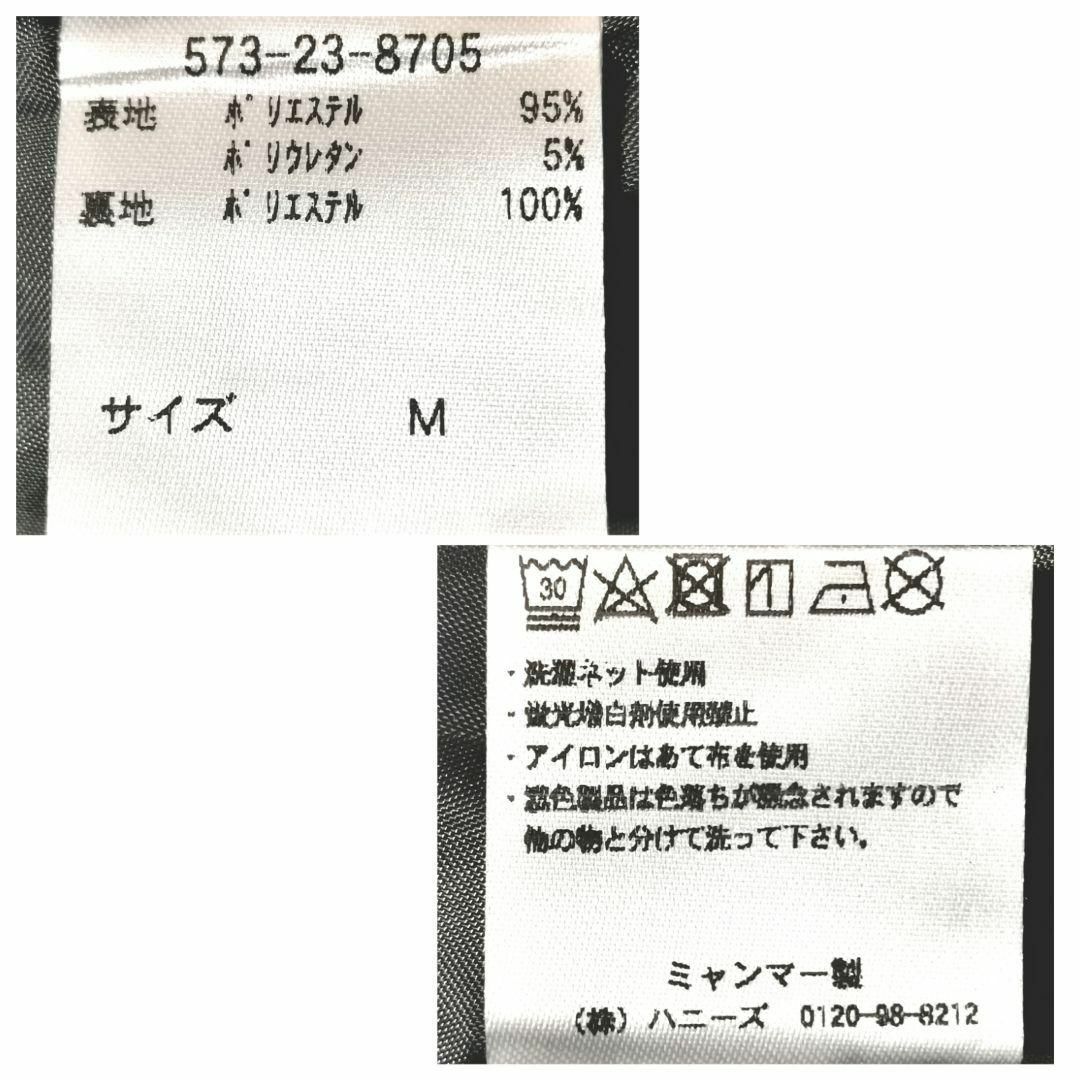 573-23-8705
表地 ポリエステル 95%
ポリウレタン 5%
裏地 ポリエステル 100%
サイズ M
30
・洗濯ネット使用
・蛍光増白剤使用禁止
・アイロンはあて布を使用
・濃色製品は色落ちが懸念されますので
他の物と分けて洗って下さい。
ミャンマー製
(株) ハニーズ 0120-98-8212